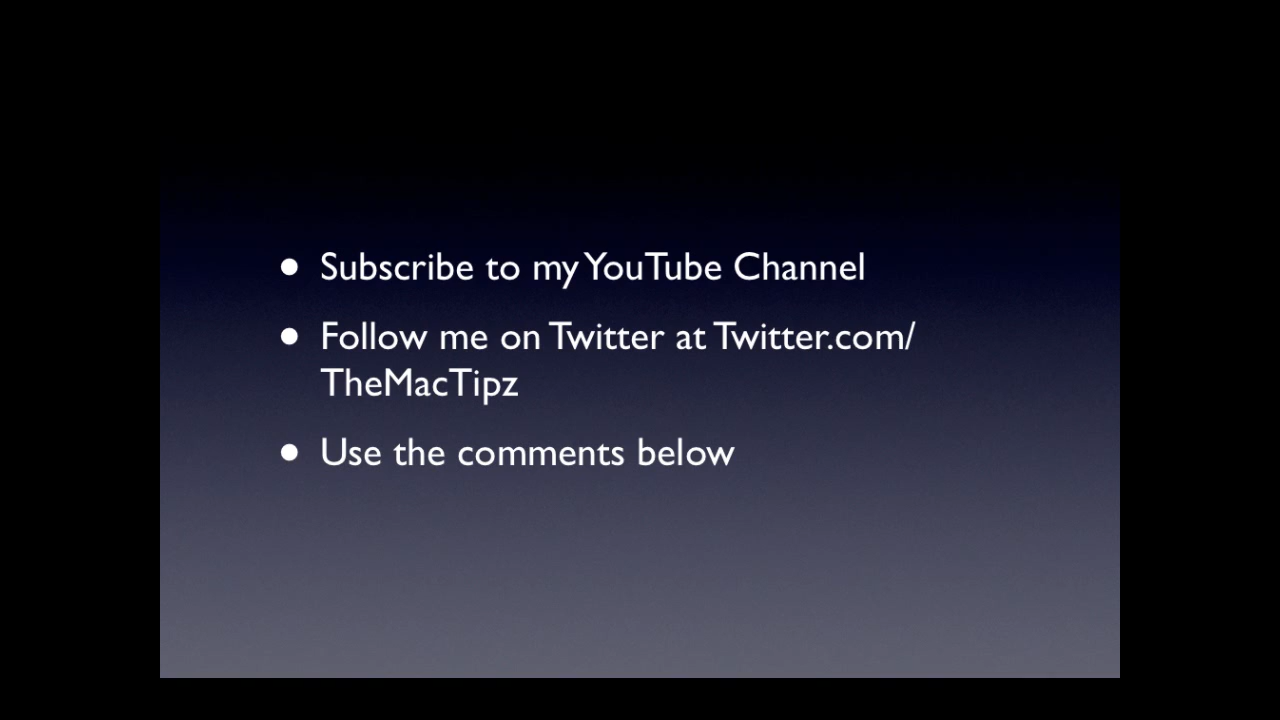 • Subscribe to my YouTube Channel
• Follow me on Twitter at Twitter.com/
TheMacTipz
• Use the comments below